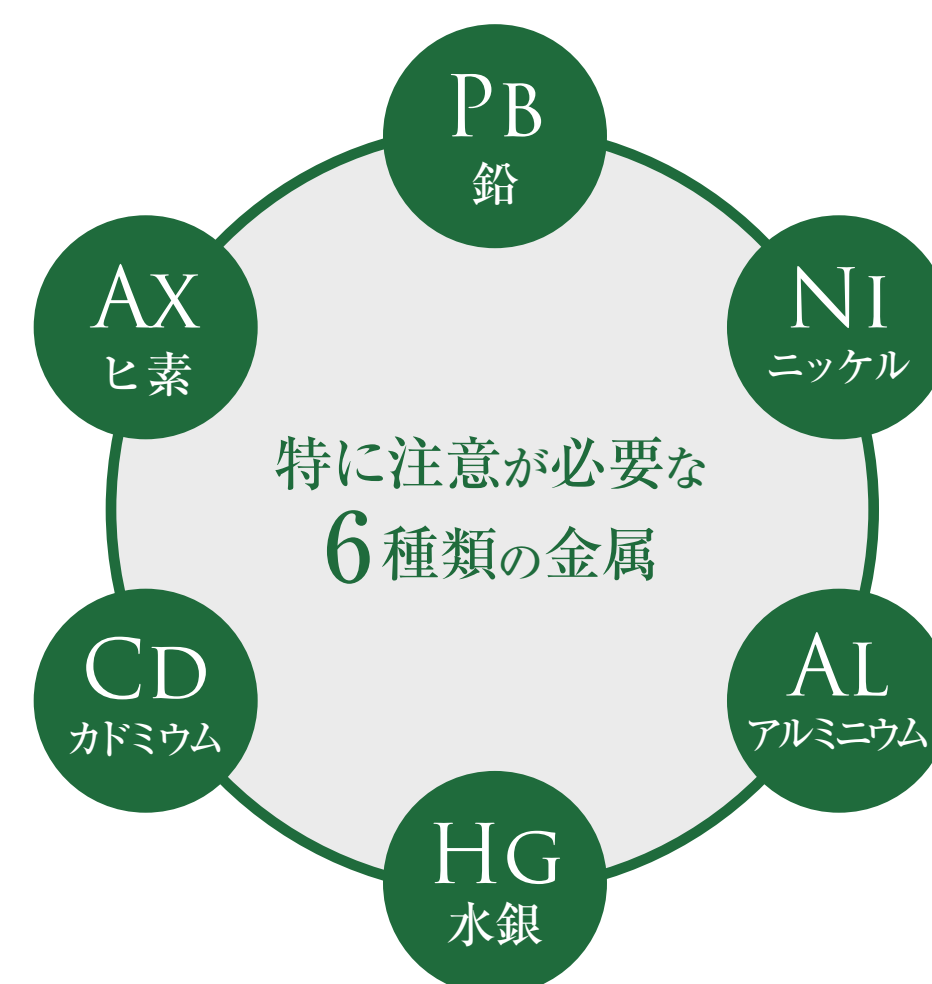 PB
鉛
AX
ヒ素
NI
ニッケル
特に注意が必要な
6種類の金属
CD
カドミウム
AL
アルミニウム
HG
水銀